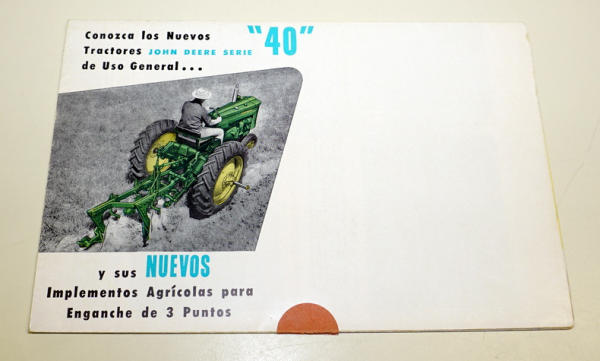 Conozca los Nuevos
Tractores JOHN DEERE SERIE "40"
de Uso General...
y sus NUEVOS
Implementos Agrícolas para
Enganche de 3 Puntos